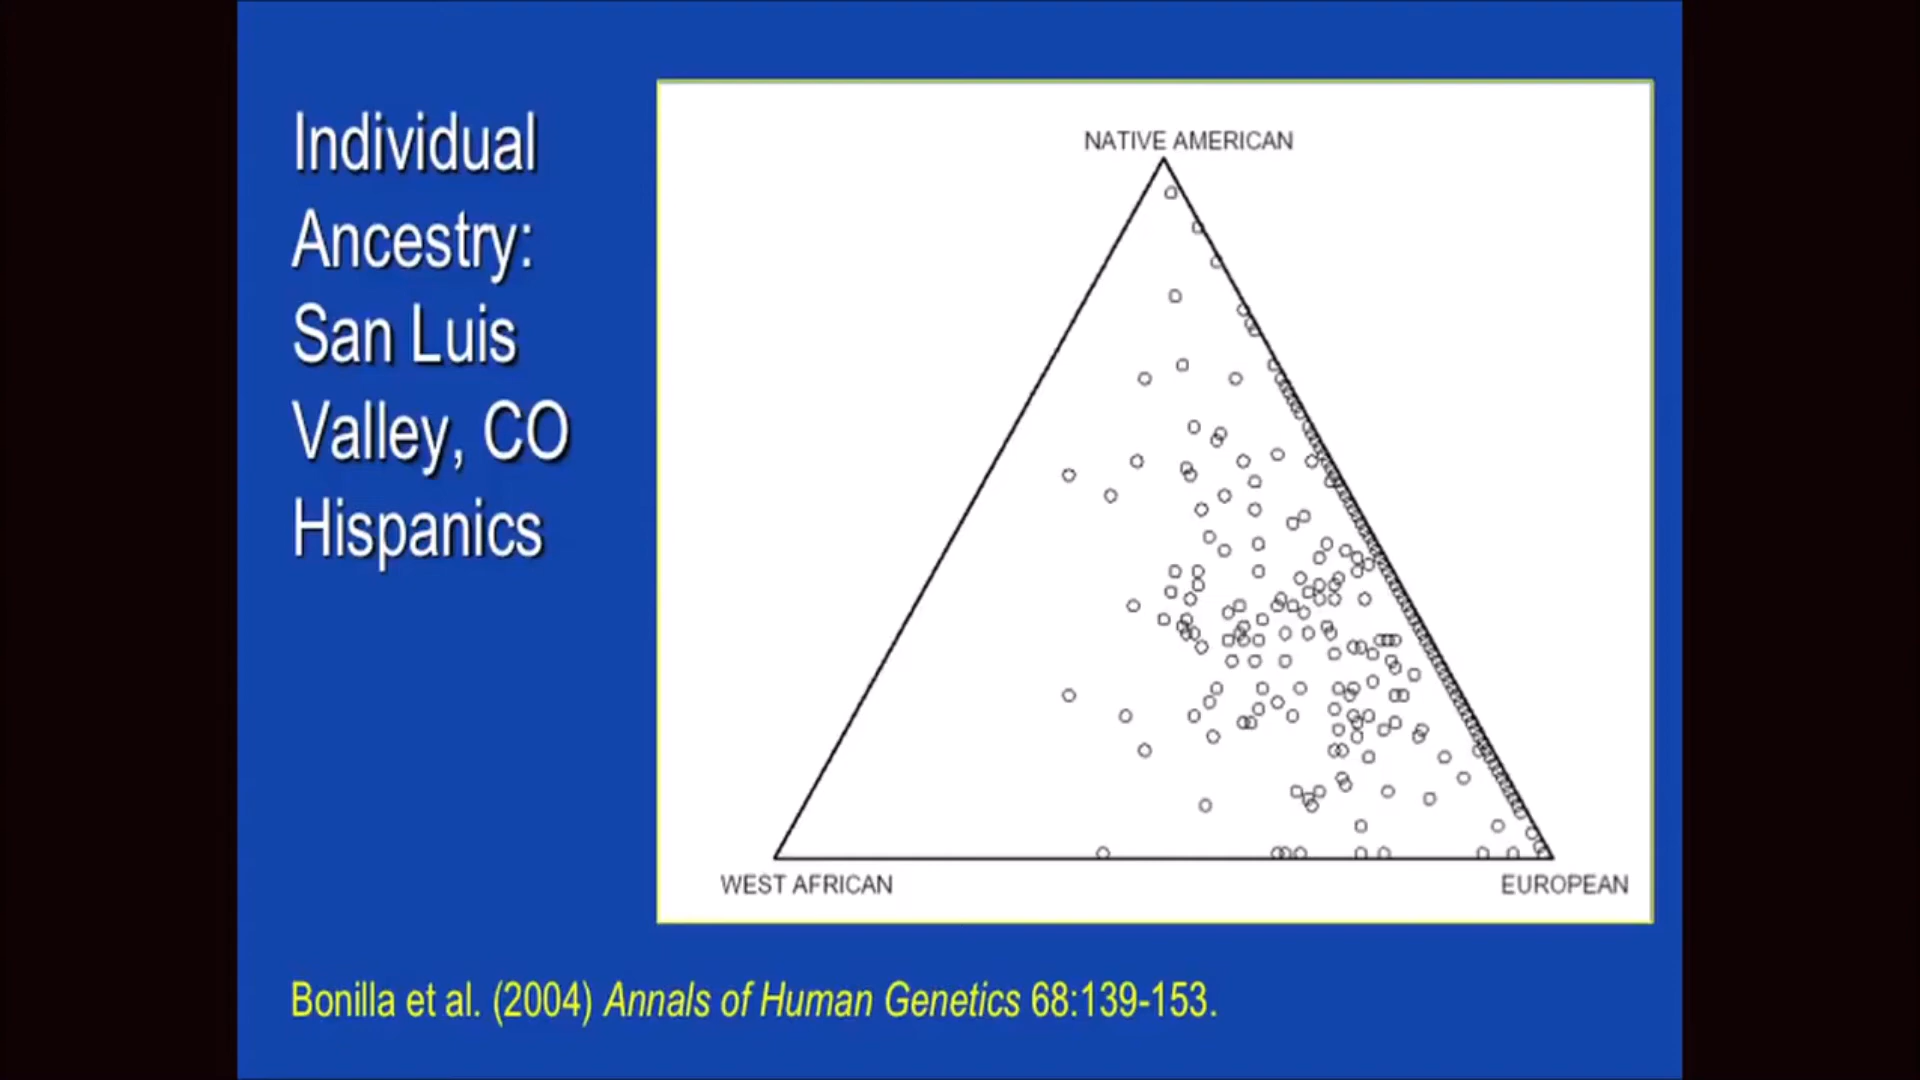 Individual
Ancestry:
San Luis
Valley, CO
Hispanics
NATIVE AMERICAN
WEST AFRICAN
EUROPEAN
Bonilla et al. (2004) Annals of Human Genetics 68:139-153.